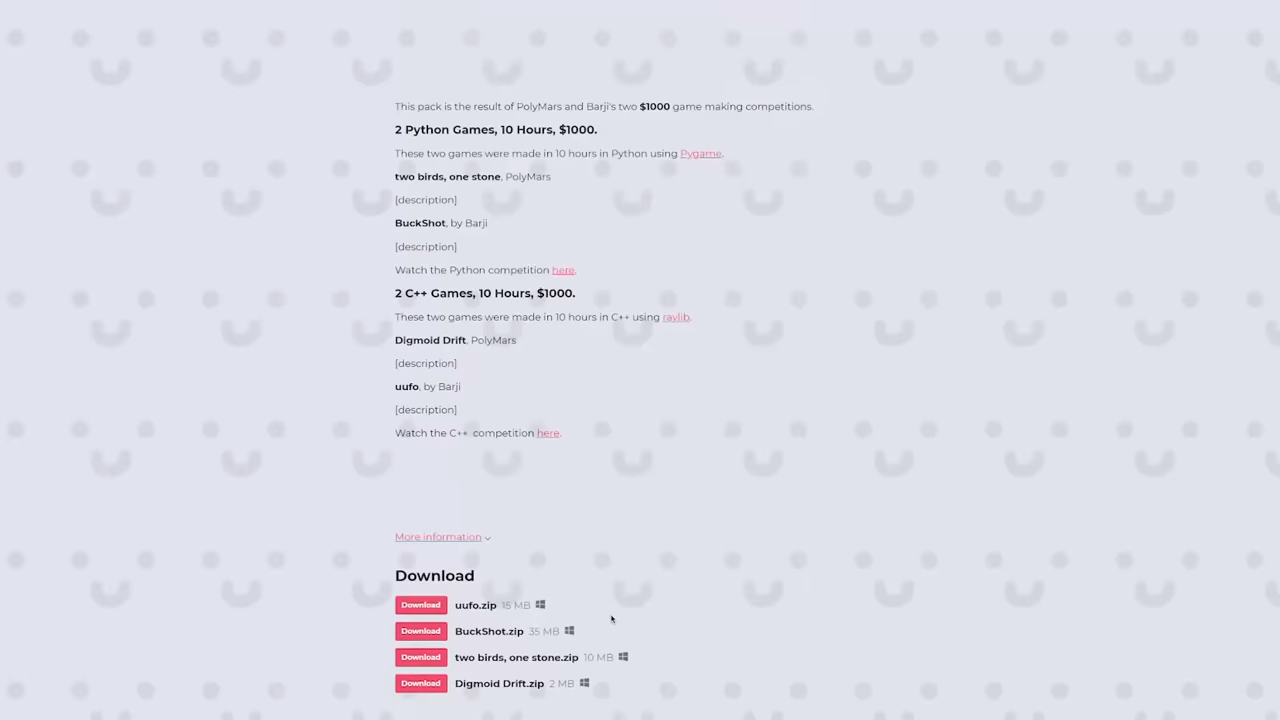 This pack is the result of PolyMars and Barji's two $1000 game making competitions.
2 Python Games, 10 Hours, $1000.
These two games were made in 10 hours in Python using Pygame.
two birds, one stone, PolyMars
[description]
BuckShot, by Barji
[description]
Watch the Python competition here.
2 C++ Games, 10 Hours, $1000.
These two games were made in 10 hours in C++ using raylib.
Digmoid Drift, PolyMars
[description]
uufo, by Barji
[description]
Watch the C++ competition here.
More information
Download
Download uufo.zip 15 MB
Download BuckShot.zip 35 MB
Download two birds, one stone.zip 10 MB
Download Digmoid Drift.zip 2 MB